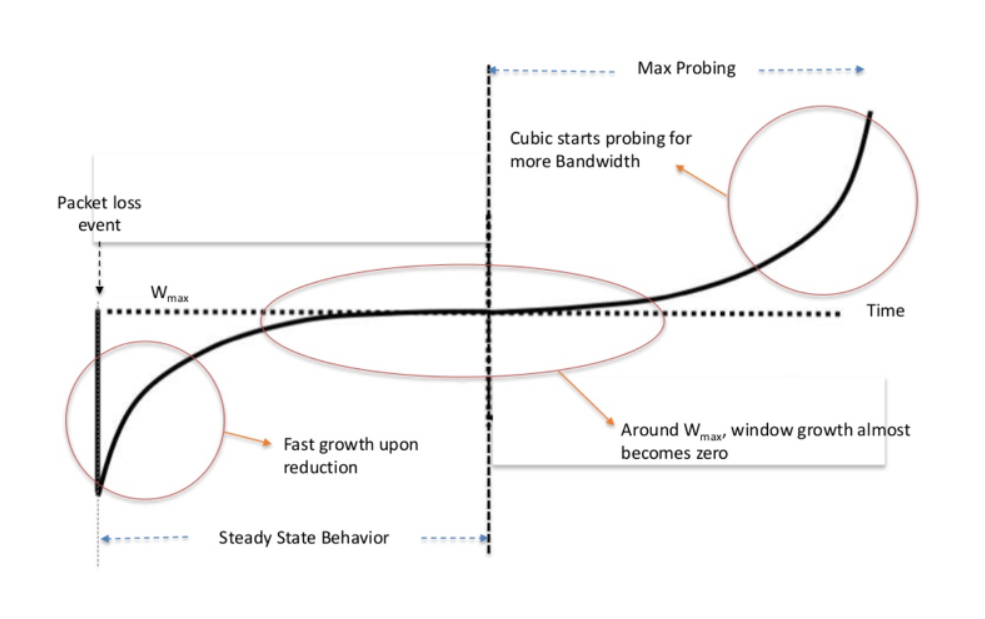 Max Probing
Cubic starts probing for
more Bandwidth
Packet loss
event
Wmax
Time
Around Wmax, window growth almost
becomes zero
Fast growth upon
reduction
Steady State Behavior